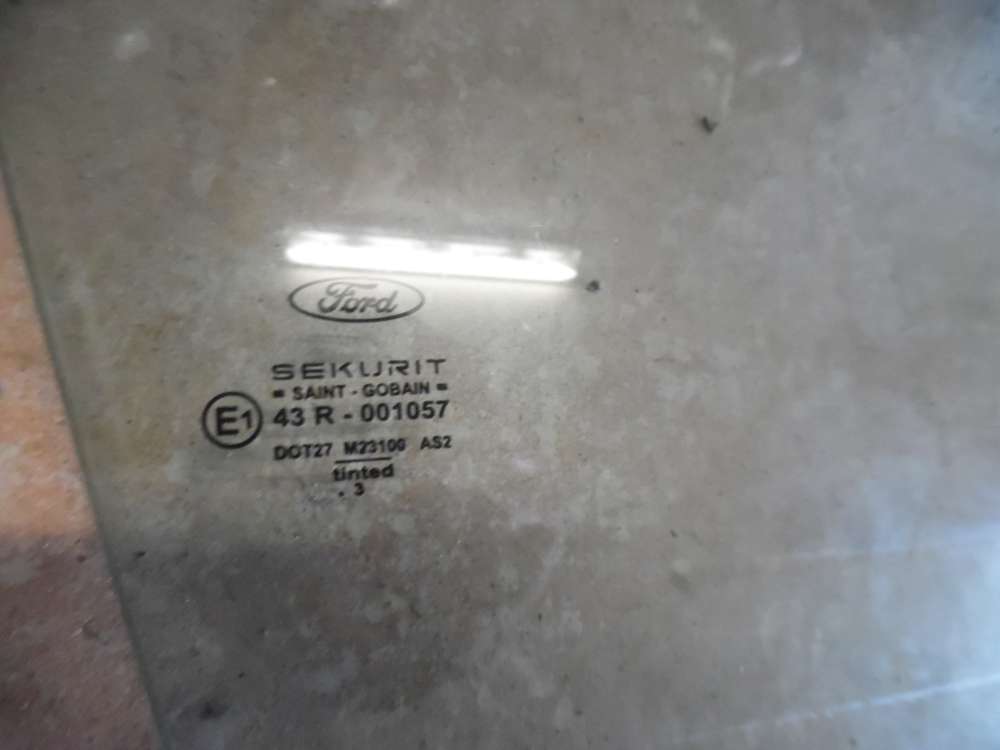 Ford
SEKURIT
= SAINT - GOBAIN =
E1 43 R - 001057
DOT27 M23100 AS2
tinted
. 3